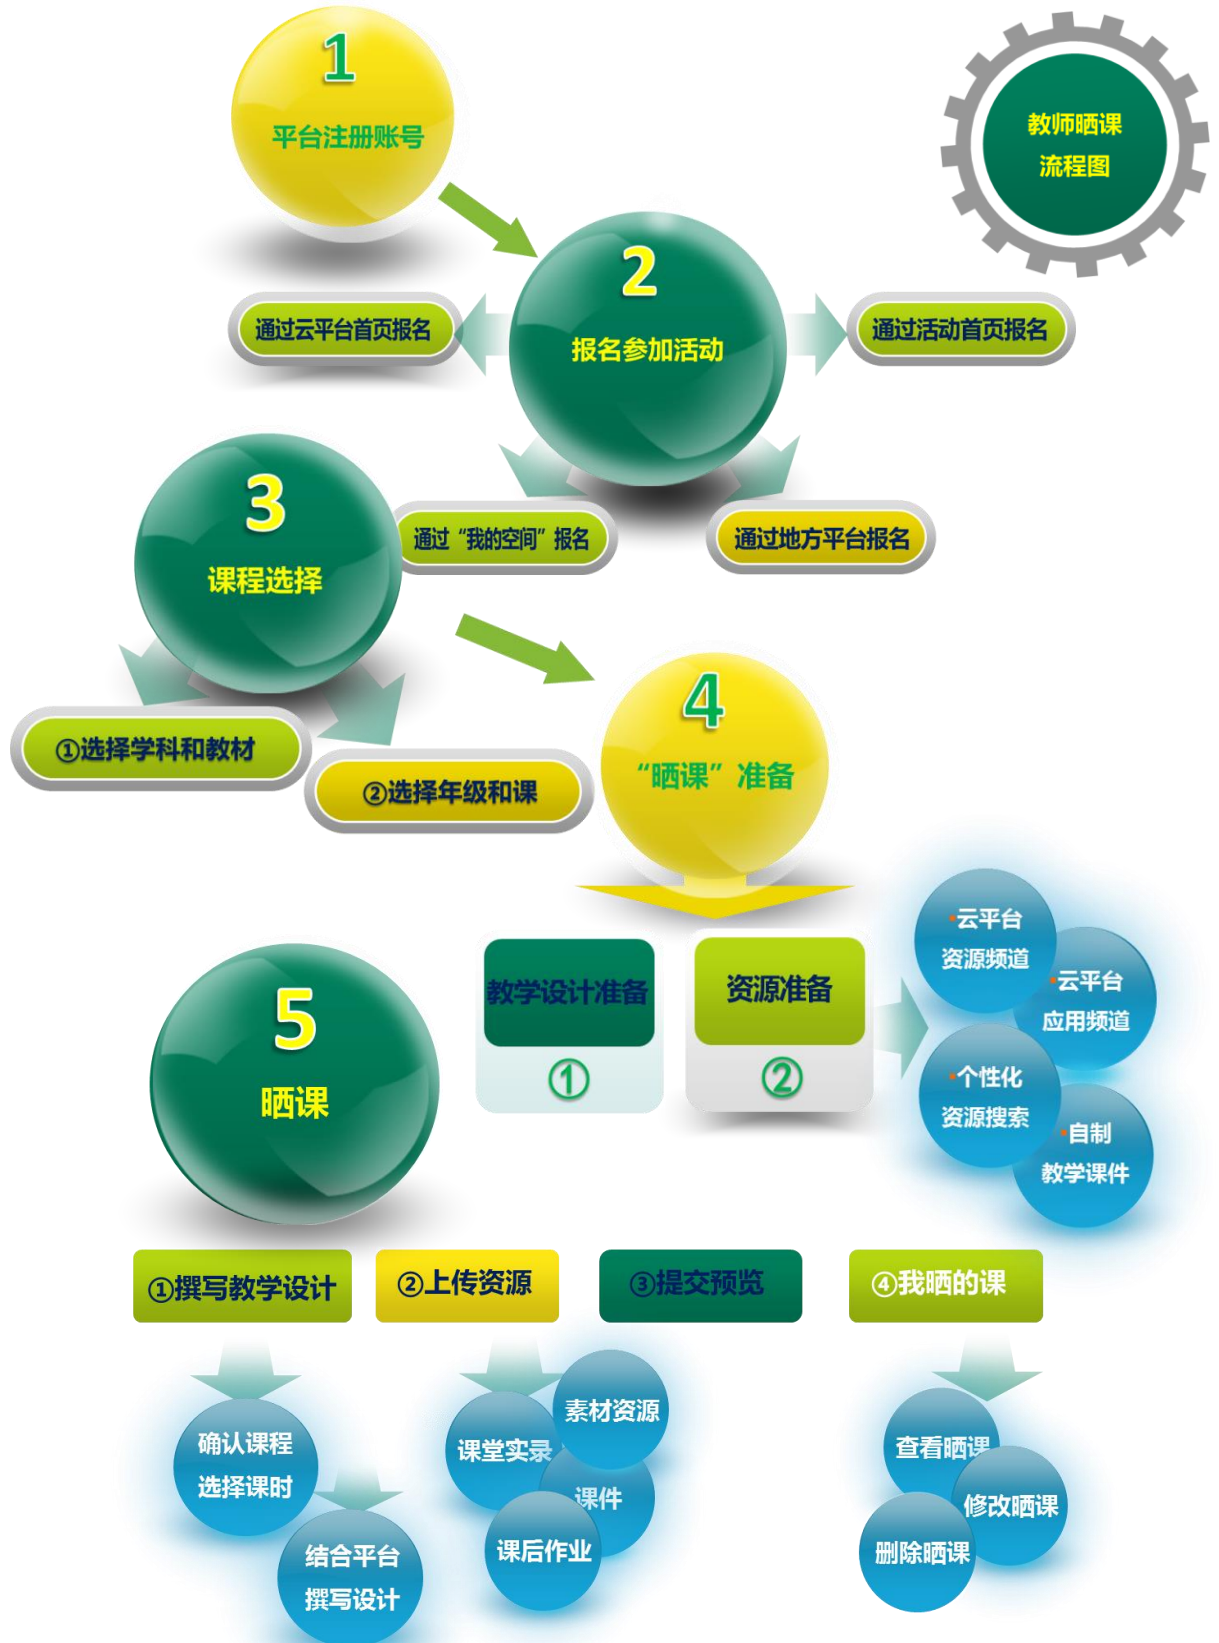 教师晒课
流程图
1
平台注册账号
2
报名参加活动
通过云平台首页报名
通过活动首页报名
通过“我的空间”报名
通过地方平台报名
3
课程选择
①选择学科和教材
②选择年级和课
4
“晒课”准备
教学设计准备
①
资源准备
②
·云平台
资源频道
·云平台
应用频道
·个性化
资源搜索
·自制
教学课件
5
晒课
①撰写教学设计
②上传资源
③提交预览
④我晒的课
确认课程
选择课时
结合平台
撰写设计
素材资源
课堂实录
课件
课后作业
查看晒课
修改晒课
删除晒课